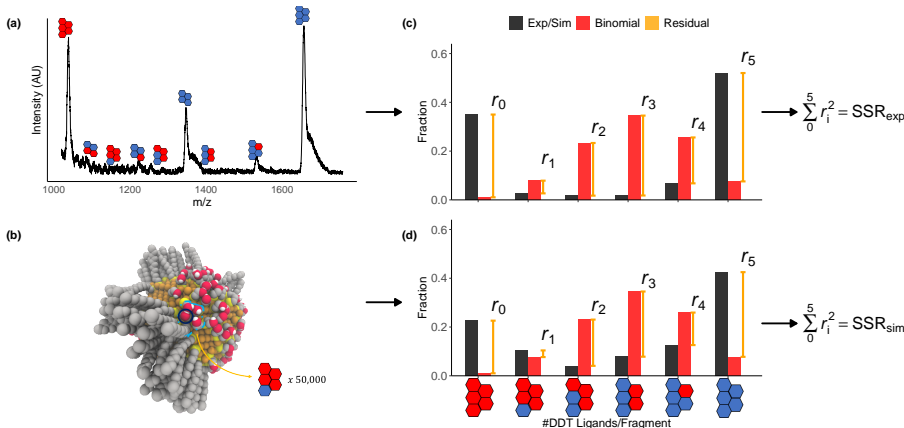 (a)
Intensity (AU)
1000
1200
1400
1600
m/z
(b)
x 50,000
(c)
Exp/Sim
Binomial
Residual
Fraction
0.6
0.4
0.2
0.0
r0
r1
r2
r3
r4
r5
5
∑ ri² = SSRexp
0
(d)
Fraction
0.6
0.4
0.2
0.0
r0
r1
r2
r3
r4
r5
5
∑ ri² = SSRsim
0
#DDT Ligands/Fragment